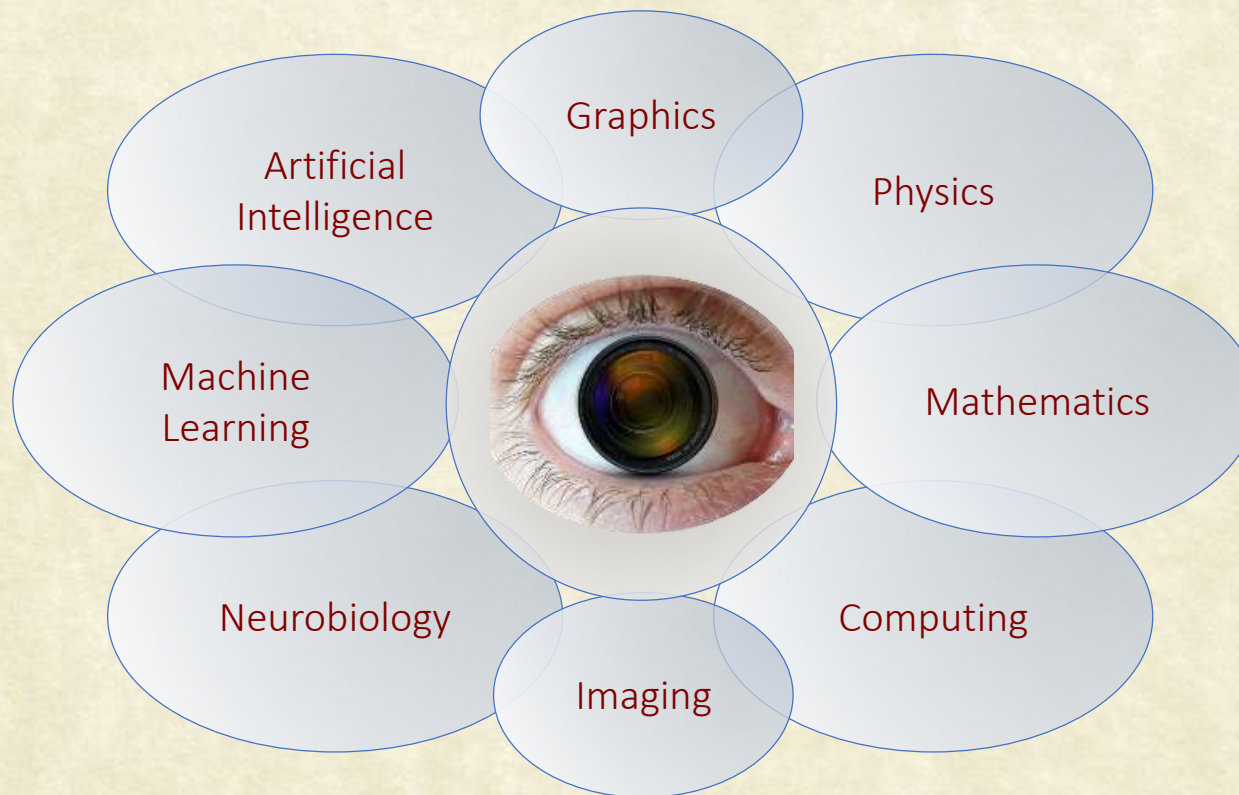 Graphics
Artificial
Intelligence
Physics
Machine
Learning
Mathematics
Neurobiology
Computing
Imaging